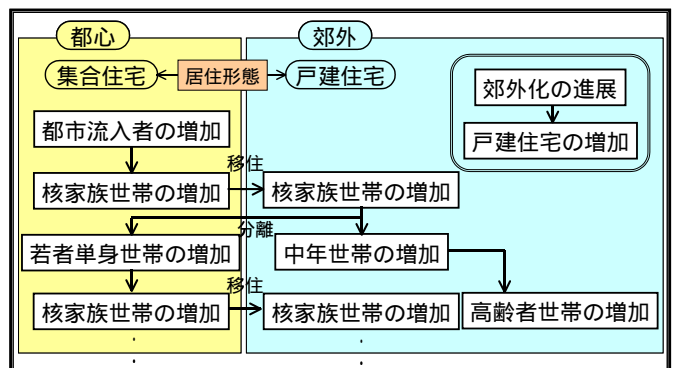 都心
郊外
集合住宅
居住形態
戸建住宅
郊外化の進展
戸建住宅の増加
都市流入者の増加
移住
核家族世帯の増加
核家族世帯の増加
分離
若者単身世帯の増加
中年世帯の増加
移住
核家族世帯の増加
核家族世帯の増加
高齢者世帯の増加